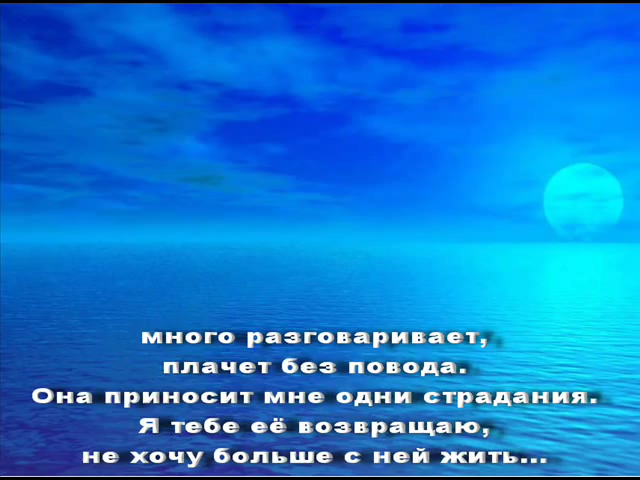 много разговаривает,
плачет без повода.
Она приносит мне одни страдания.
Я тебе её возвращаю,
не хочу больше с ней жить...